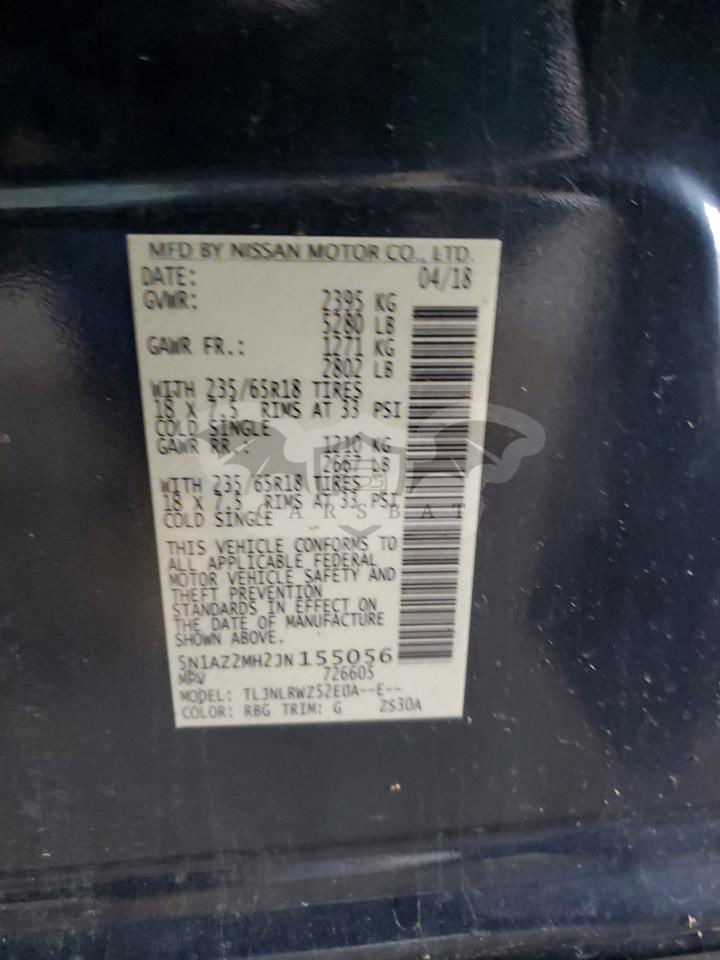 MFD BY NISSAN MOTOR CO., LTD.
DATE: 04/18
GVWR: 2395 KG
5280 LB
GAWR FR.: 1271 KG
2802 LB
WITH 235/65R18 TIRES
18 X 7.5 RIMS AT 33 PSI
COLD SINGLE
GAWR RR.: 1210 KG
2667 LB
WITH 235/65R18 TIRES
18 X 7.5 RIMS AT 33 PSI
COLD SINGLE
CARSBAT
THIS VEHICLE CONFORMS TO
ALL APPLICABLE FEDERAL
MOTOR VEHICLE SAFETY AND
THEFT PREVENTION
STANDARDS IN EFFECT ON
THE DATE OF MANUFACTURE
SHOWN ABOVE
5N1AZ2MH2JN155056
MPV 726605
MODEL: TLJNLRWZ52EUA--E--
COLOR: RBG TRIM: G ZS30A